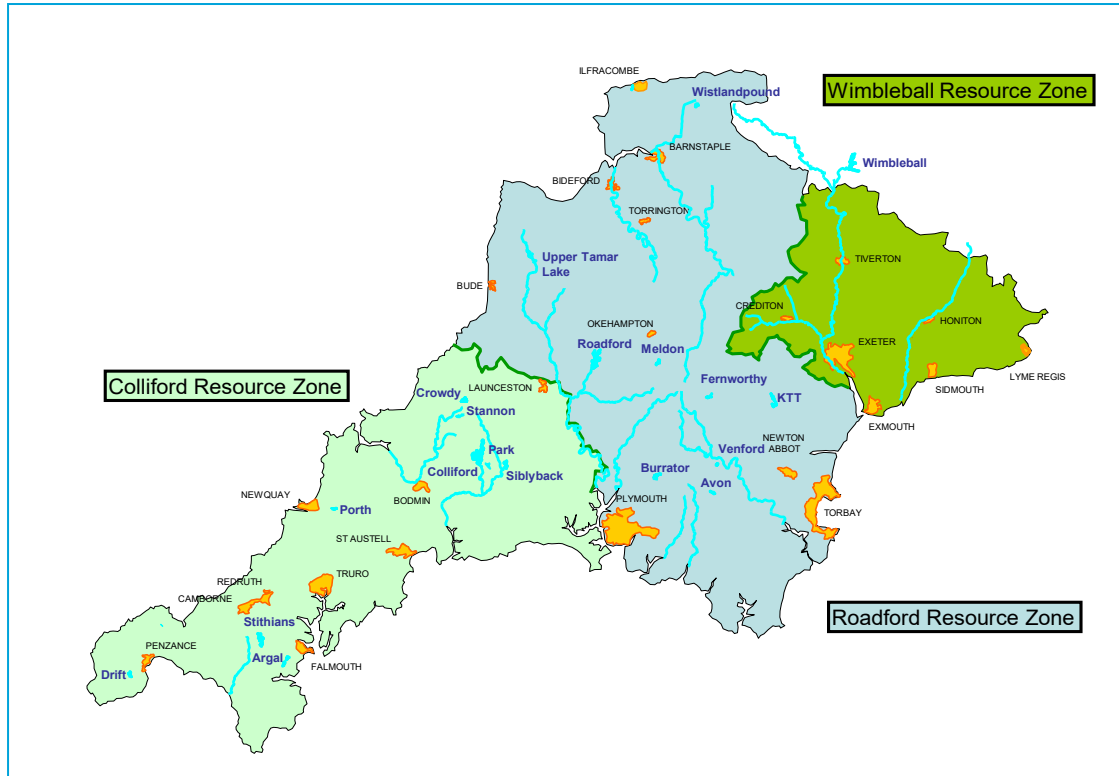 ILFRACOMBE
Wistlandpound
Wimbleball Resource Zone
BARNSTAPLE
Wimbleball
BIDEFORD
TORRINGTON
Upper Tamar
Lake
TIVERTON
BUDE
CREDITON
HONITON
OKEHAMPTON
Roadford
Meldon
EXETER
LYME REGIS
Colliford Resource Zone
LAUNCESTON
Fernworthy
SIDMOUTH
Crowdy
KTT
Stannon
EXMOUTH
Park
Venford
NEWTON
ABBOT
Colliford
Siblyback
Burrator
Avon
NEWQUAY
BODMIN
PLYMOUTH
Porth
TORBAY
ST AUSTELL
REDRUTH
TRURO
CAMBORNE
Stithians
Roadford Resource Zone
PENZANCE
Argal
FALMOUTH
Drift